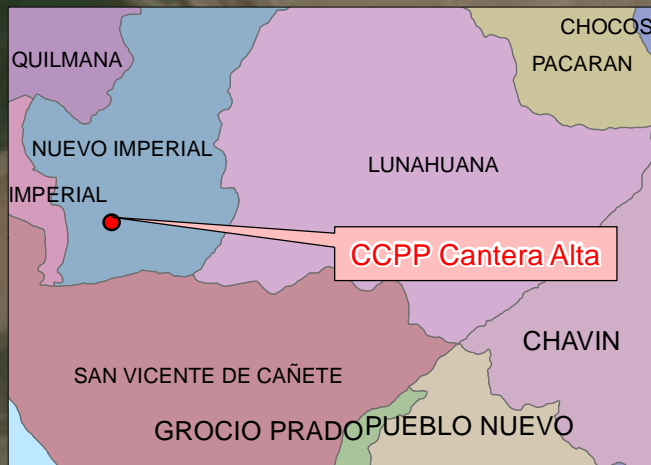 CHOCOS
QUILMANA
PACARAN
NUEVO IMPERIAL
LUNAHUANA
IMPERIAL
CCPP Cantera Alta
CHAVIN
SAN VICENTE DE CAÑETE
GROCIO PRADO
PUEBLO NUEVO